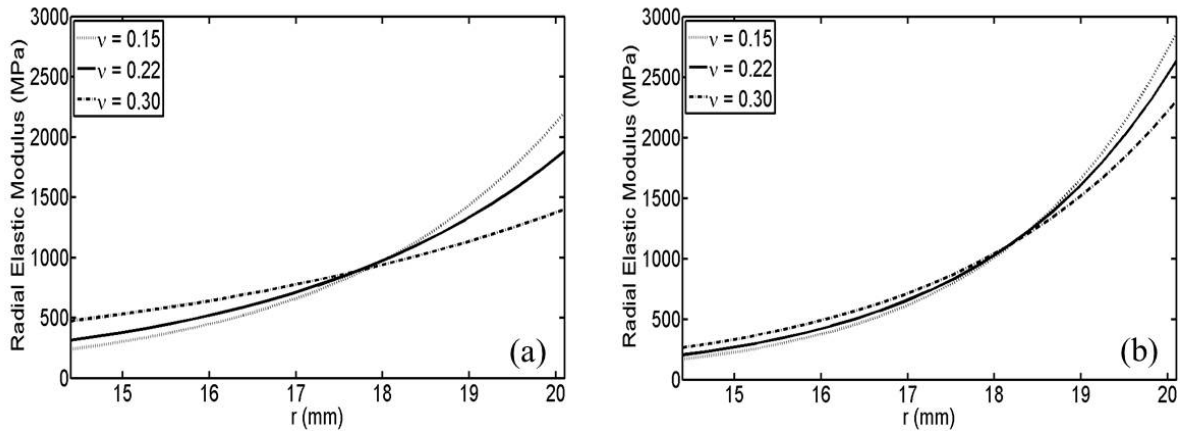 Radial Elastic Modulus (MPa)
3000
2500
2000
1500
1000
500
0
ν = 0.15
ν = 0.22
ν = 0.30
(a)
15 16 17 18 19 20
r (mm)
Radial Elastic Modulus (MPa)
3000
2500
2000
1500
1000
500
0
ν = 0.15
ν = 0.22
ν = 0.30
(b)
15 16 17 18 19 20
r (mm)